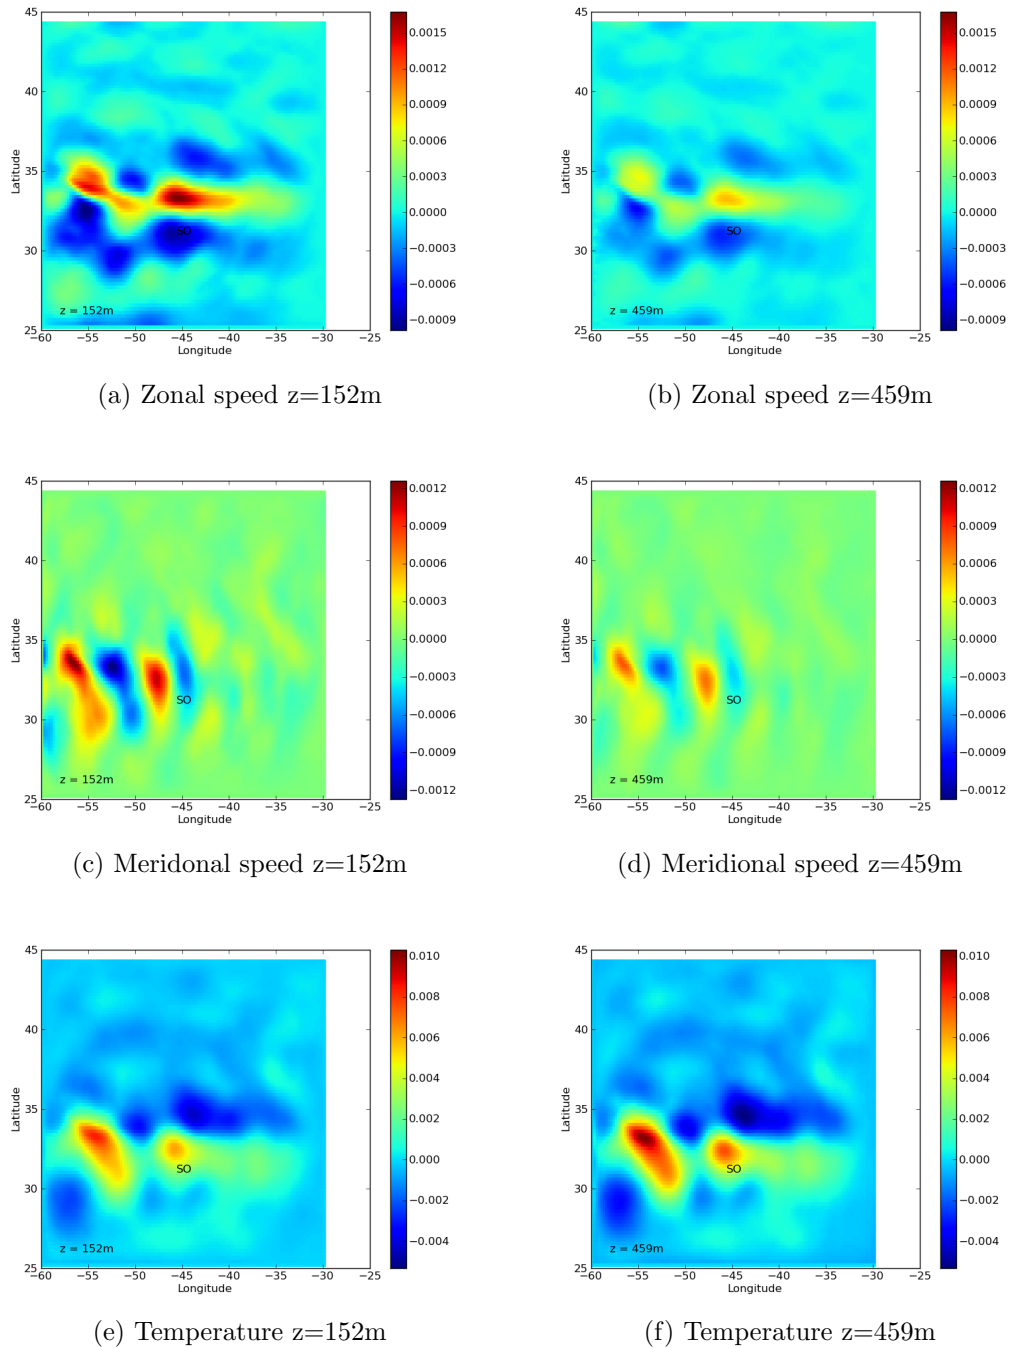 45
40
35
30
25
Latitude
SO
z = 152m
−60 −55 −50 −45 −40 −35 −30 −25
Longitude
0.0015
0.0012
0.0009
0.0006
0.0003
0.0000
−0.0003
−0.0006
−0.0009
45
40
35
30
25
Latitude
SO
z = 459m
−60 −55 −50 −45 −40 −35 −30 −25
Longitude
0.0015
0.0012
0.0009
0.0006
0.0003
0.0000
−0.0003
−0.0006
−0.0009
(a) Zonal speed z=152m
(b) Zonal speed z=459m
45
40
35
30
25
Latitude
SO
z = 152m
−60 −55 −50 −45 −40 −35 −30 −25
Longitude
0.0012
0.0009
0.0006
0.0003
0.0000
−0.0003
−0.0006
−0.0009
−0.0012
45
40
35
30
25
Latitude
SO
z = 459m
−60 −55 −50 −45 −40 −35 −30 −25
Longitude
0.0012
0.0009
0.0006
0.0003
0.0000
−0.0003
−0.0006
−0.0009
−0.0012
(c) Meridonal speed z=152m
(d) Meridional speed z=459m
45
40
35
30
25
Latitude
SO
z = 152m
−60 −55 −50 −45 −40 −35 −30 −25
Longitude
0.010
0.008
0.006
0.004
0.002
0.000
−0.002
−0.004
45
40
35
30
25
Latitude
SO
z = 459m
−60 −55 −50 −45 −40 −35 −30 −25
Longitude
0.010
0.008
0.006
0.004
0.002
0.000
−0.002
−0.004
(e) Temperature z=152m
(f) Temperature z=459m